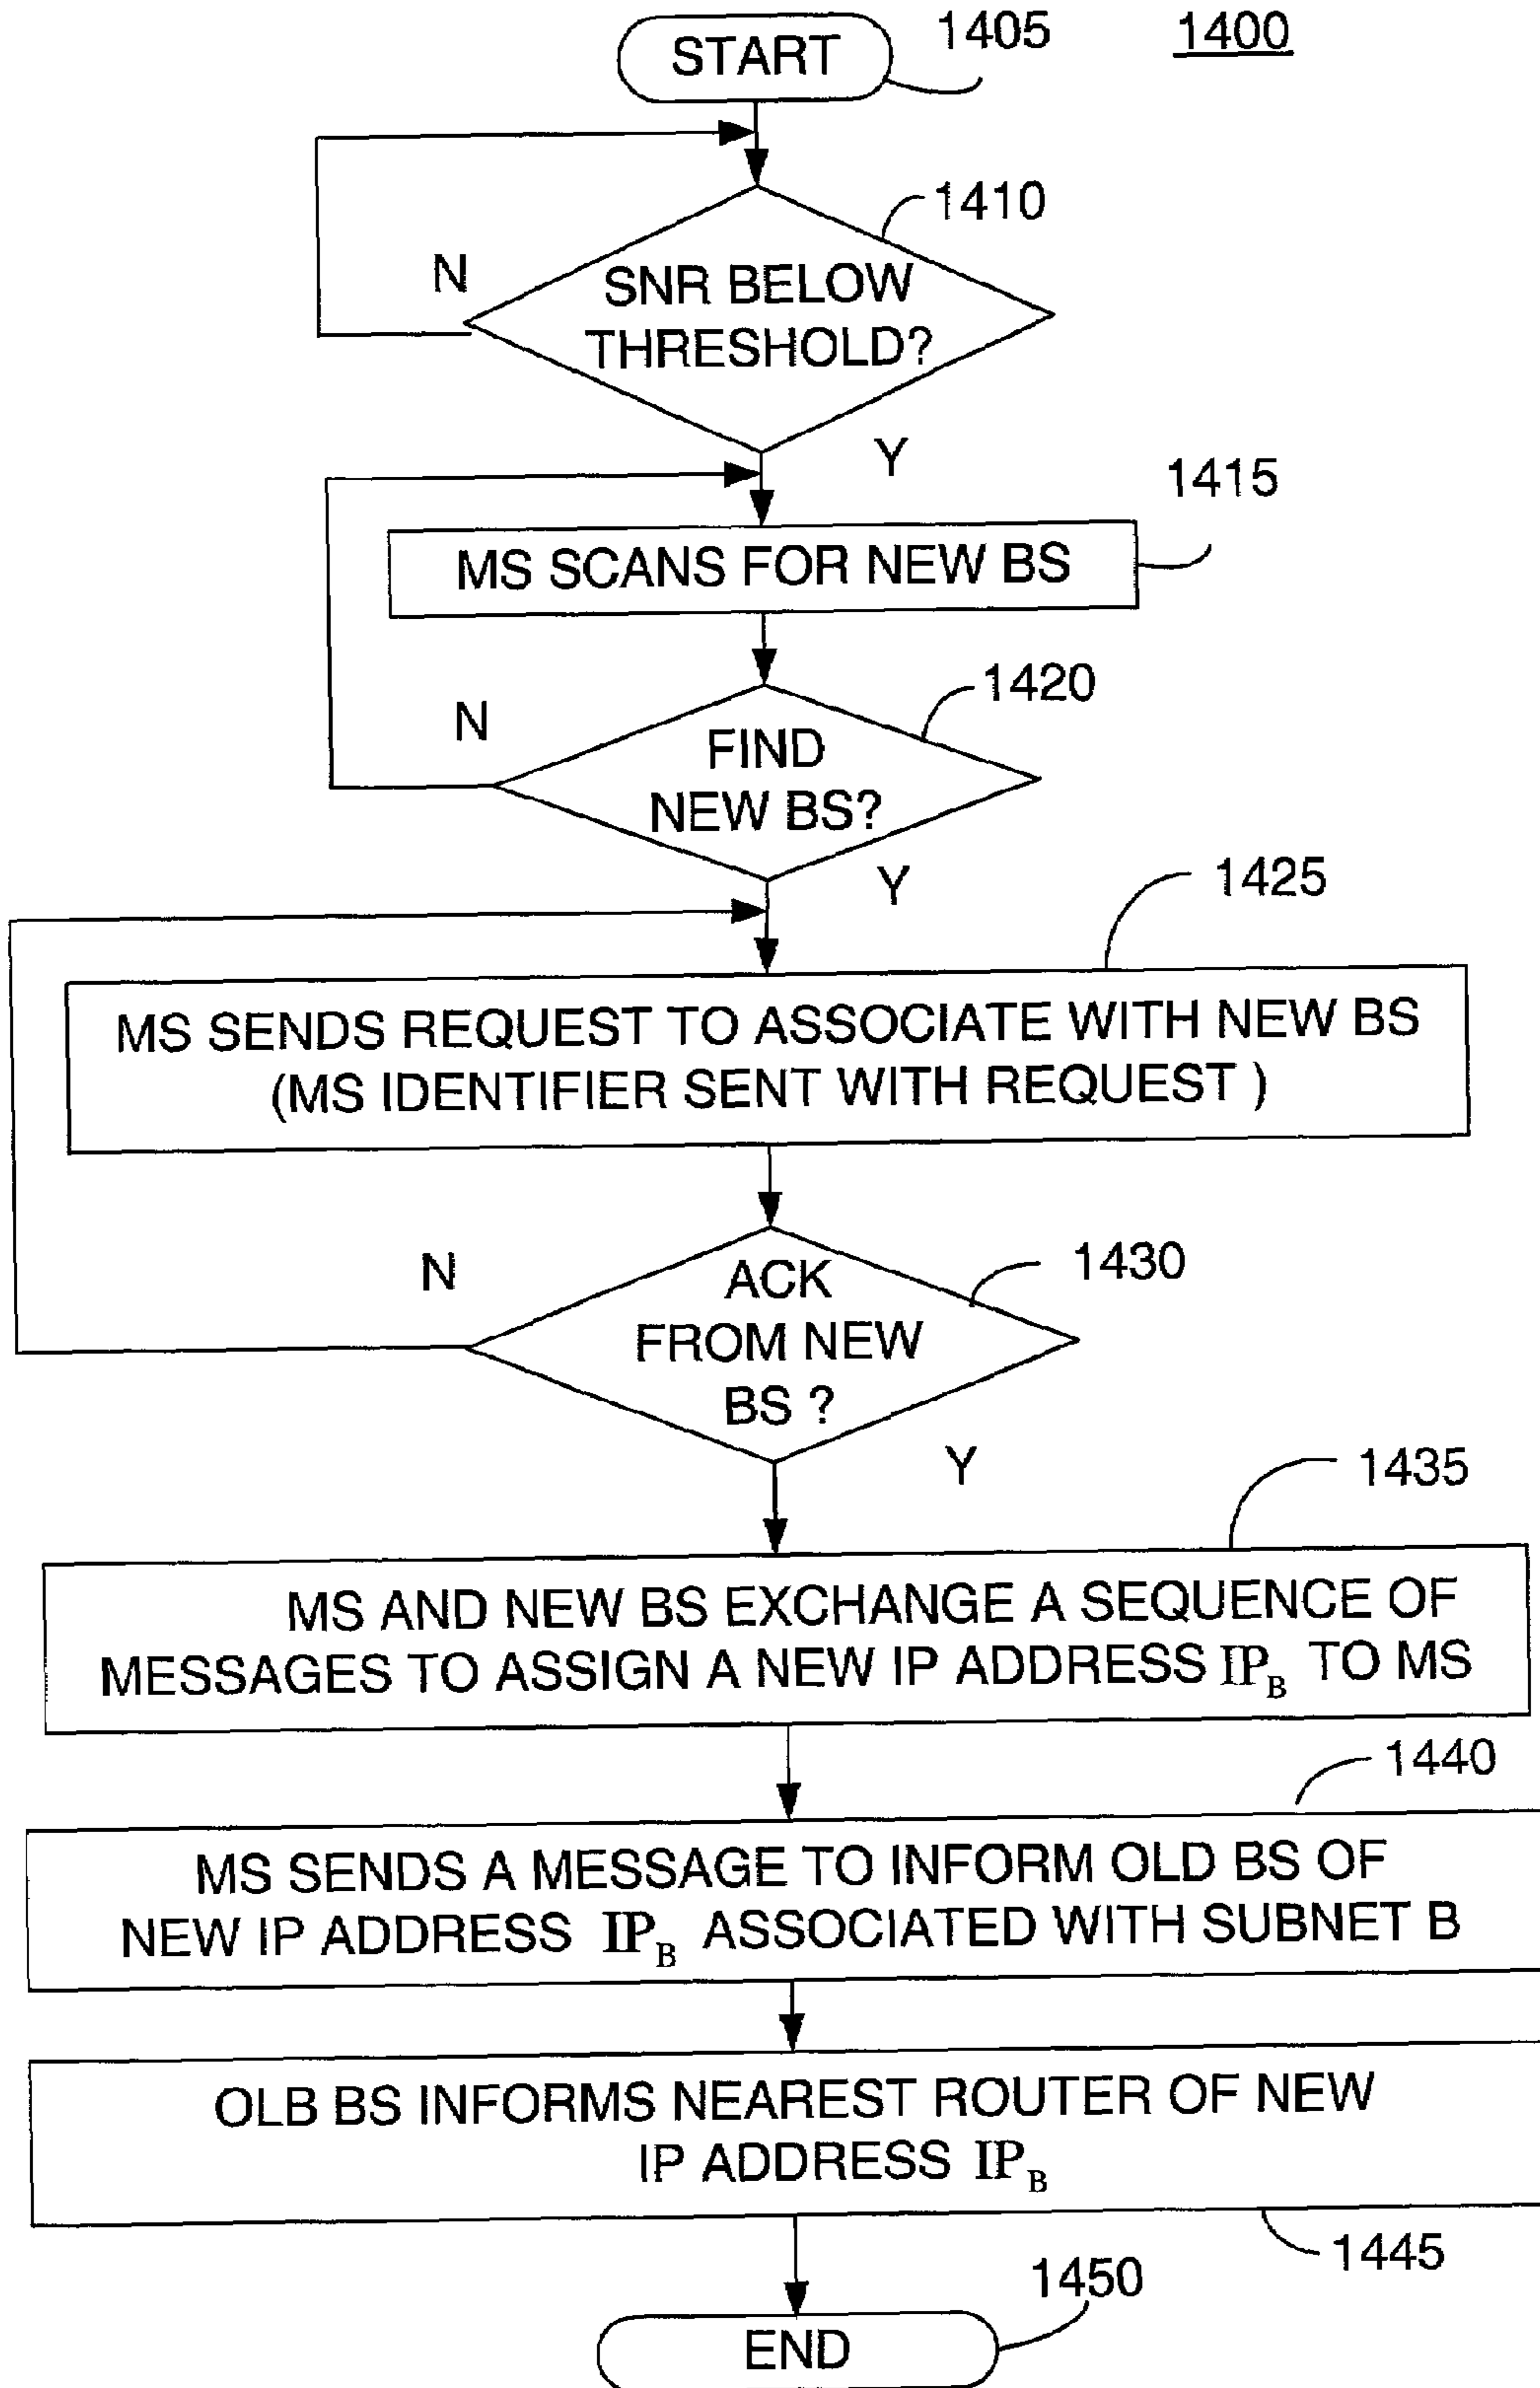 START
1405
1400
1410
N
SNR BELOW
THRESHOLD?
Y
1415
MS SCANS FOR NEW BS
1420
N
FIND
NEW BS?
Y
1425
MS SENDS REQUEST TO ASSOCIATE WITH NEW BS
(MS IDENTIFIER SENT WITH REQUEST )
1430
N
ACK
FROM NEW
BS ?
Y
1435
MS AND NEW BS EXCHANGE A SEQUENCE OF
MESSAGES TO ASSIGN A NEW IP ADDRESS IP_B TO MS
1440
MS SENDS A MESSAGE TO INFORM OLD BS OF
NEW IP ADDRESS IP_B ASSOCIATED WITH SUBNET B
OLB BS INFORMS NEAREST ROUTER OF NEW
IP ADDRESS IP_B
1445
1450
END